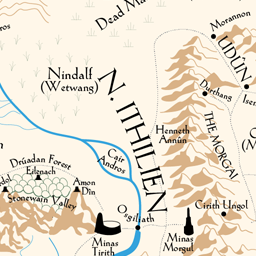 Dead Ma
Morannon
UDÛN
Nindalf
(Wetwang)
N. ITHILIEN
Durthang
Isen
THE MORGAI
Henneth
Annûn
Cair
Andros
Drúadan Forest
Eilenach
Amon
Dîn
Stonewain Valley
Osgiliath
Cirith Ungol
Minas
Tirith
Minas
Morgul